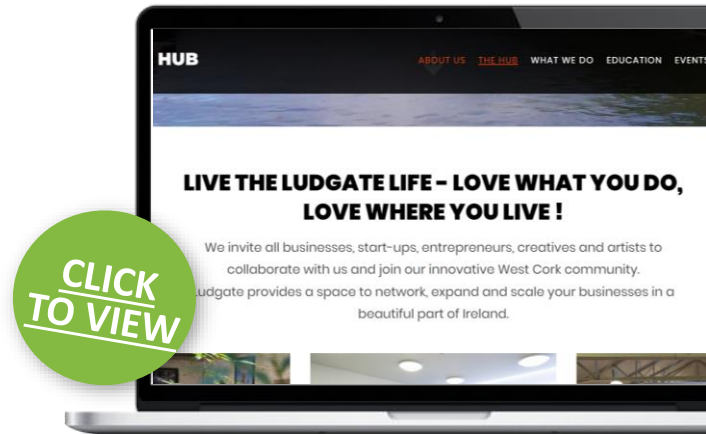 HUB
ABOUT US THE HUB WHAT WE DO EDUCATION EVENTS
LIVE THE LUDGATE LIFE – LOVE WHAT YOU DO,
LOVE WHERE YOU LIVE !
We invite all businesses, start-ups, entrepreneurs, creatives and artists to
collaborate with us and join our innovative West Cork community.
Ludgate provides a space to network, expand and scale your businesses in a
beautiful part of Ireland.
CLICK
TO VIEW